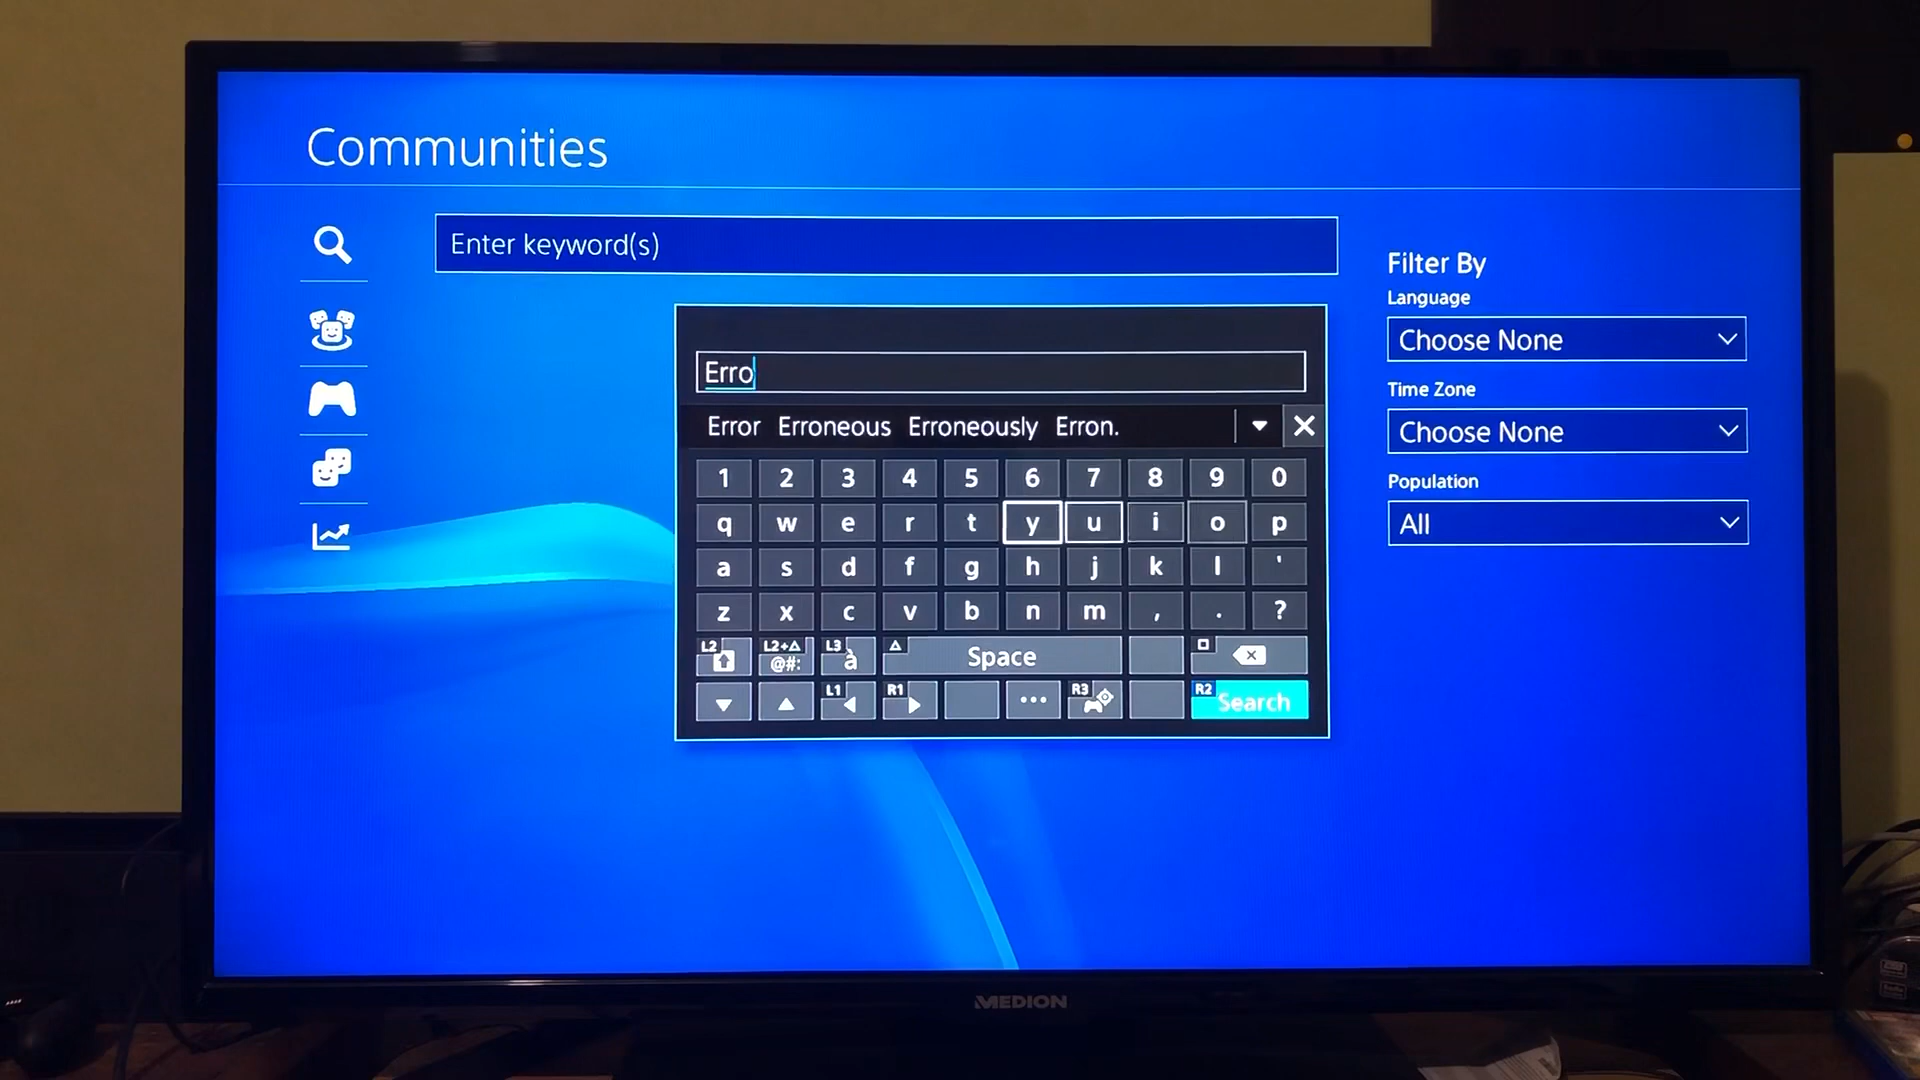 Communities
Enter keyword(s)
Filter By
Language
Choose None
Time Zone
Choose None
Population
All
Erro
Error Erroneous Erroneously Erron.
1 2 3 4 5 6 7 8 9 0
q w e r t y u i o p
a s d f g h j k l '
z x c v b n m , . ?
L2 L2+△ @#: L3 à △ Space □
L1 R1 ... R3 R2 Search
MEDION